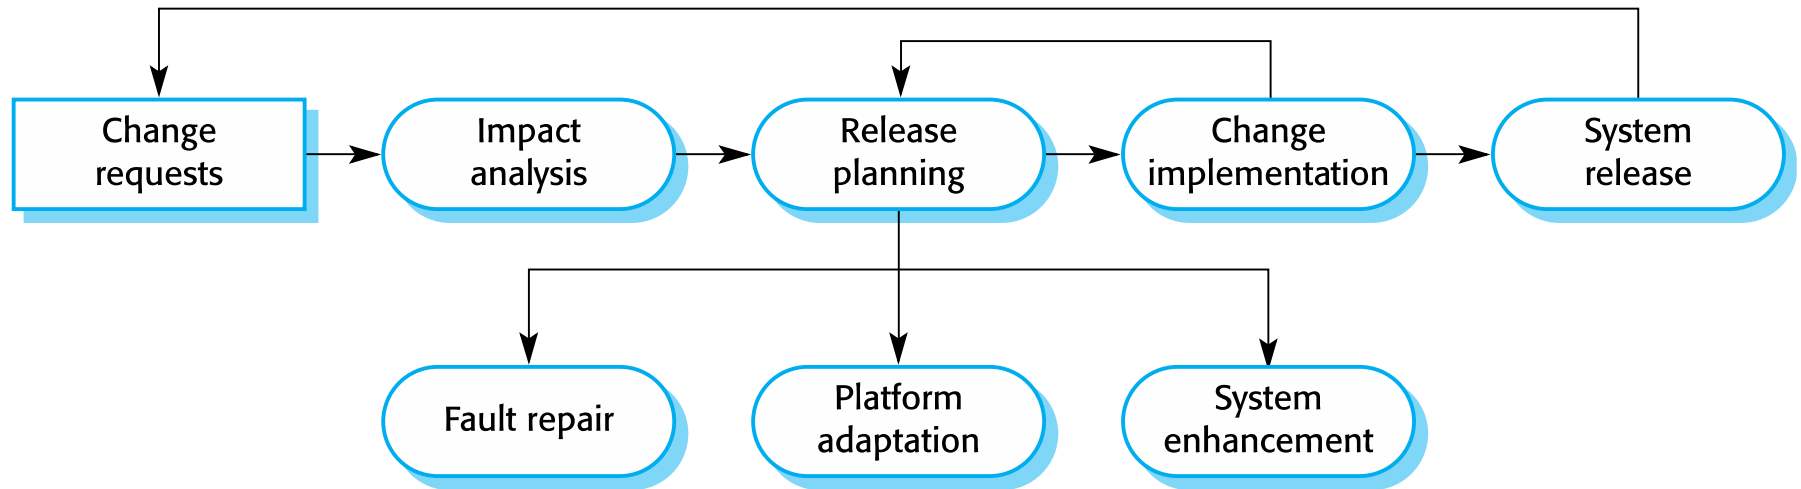 Change
requests
Impact
analysis
Release
planning
Change
implementation
System
release
Fault repair
Platform
adaptation
System
enhancement